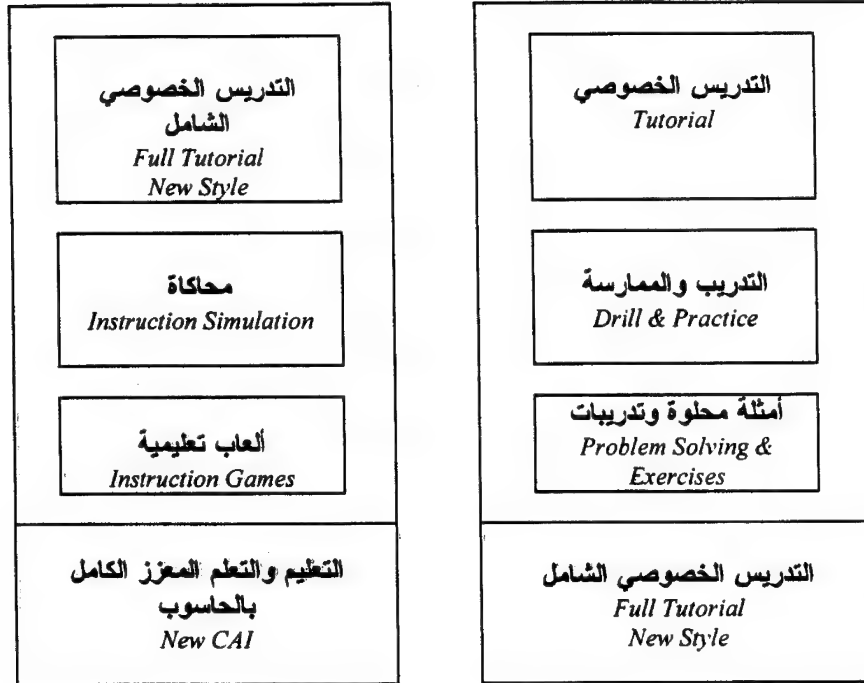 التدريس الخصوصي
Tutorial
التدريب والممارسة
Drill & Practice
أمثلة محلوة وتدريبات
Problem Solving &
Exercises
التدريس الخصوصي الشامل
Full Tutorial
New Style
التدريس الخصوصي
الشامل
Full Tutorial
New Style
محاكاة
Instruction Simulation
ألعاب تعليمية
Instruction Games
التعليم والتعلم المعزز الكامل
بالحاسوب
New CAI